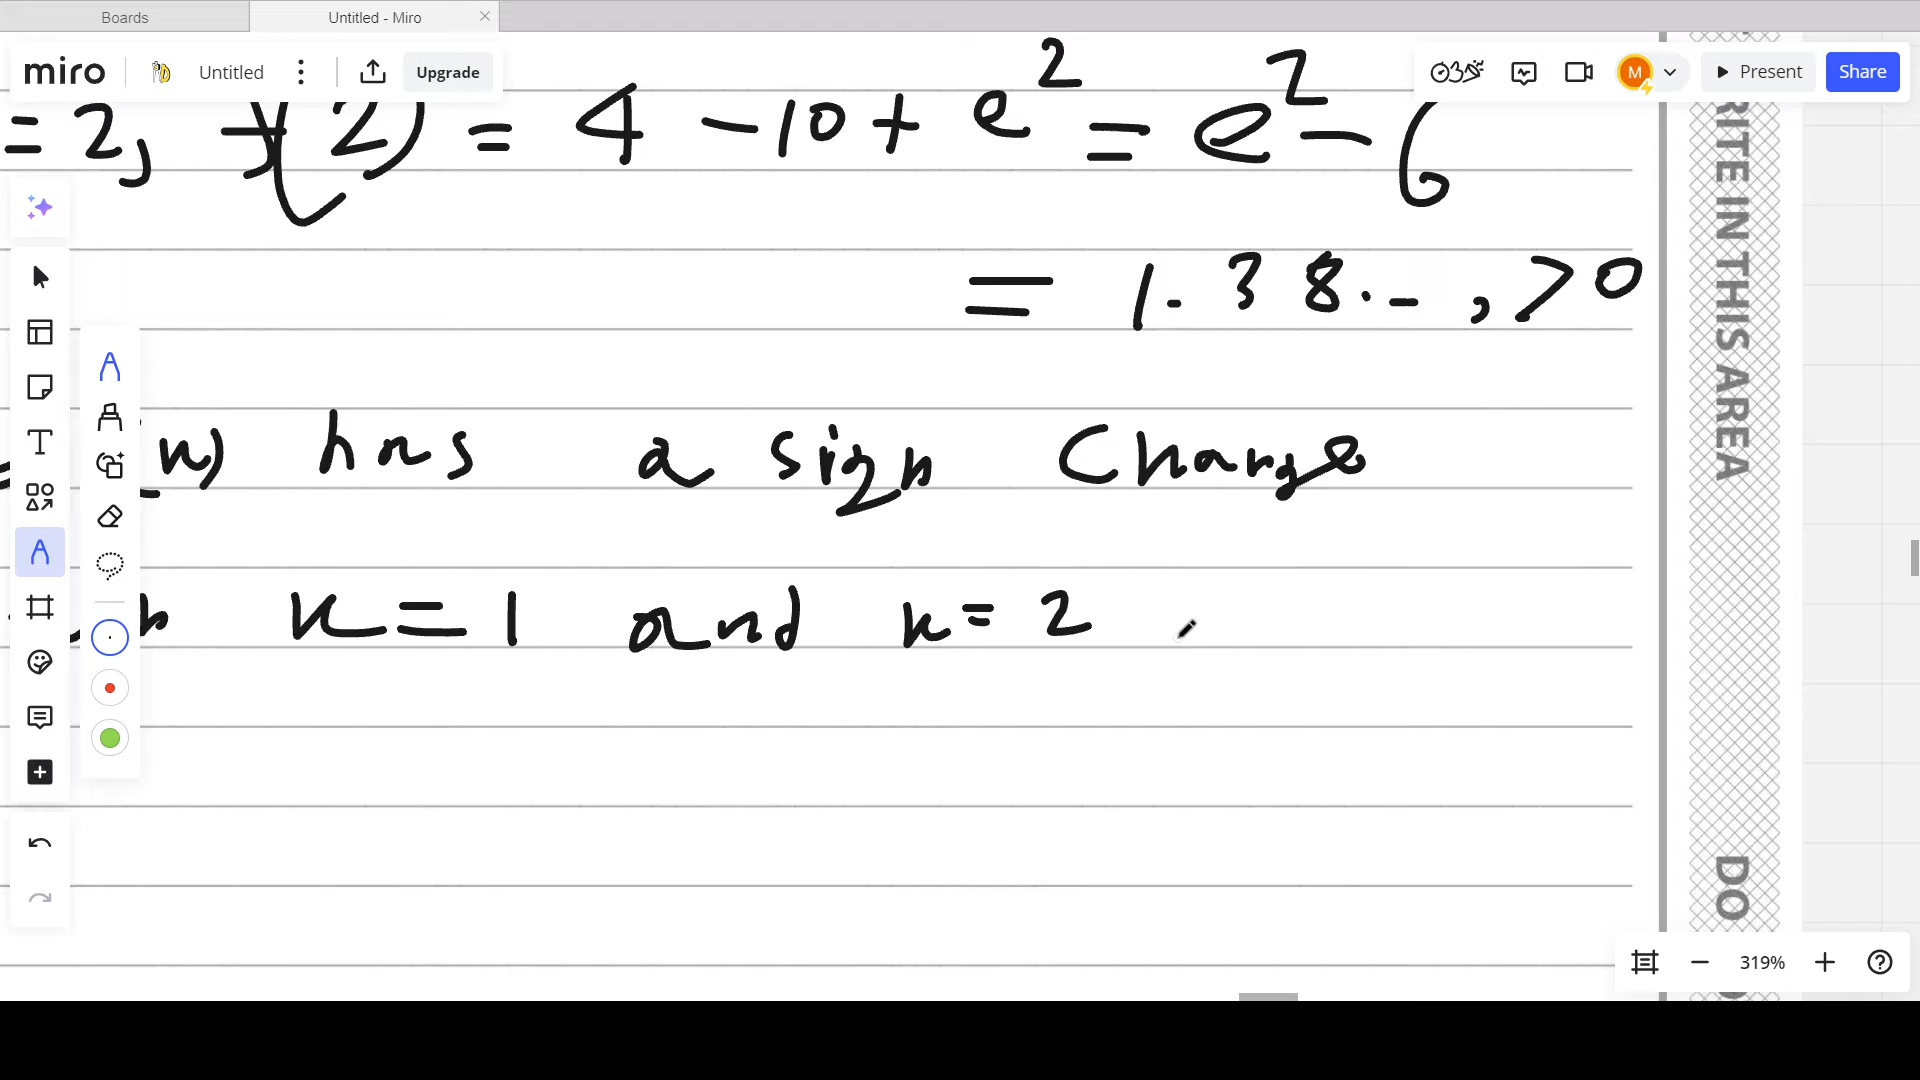 Boards
Untitled - Miro
miro
Untitled
Upgrade
Present
Share
= 2, f(2) = 4 - 10 + e² = e² - 6
= 1.38..., >0
x) has a sign change
x = 1 and x = 2
RITE IN THIS AREA
DO
319%
M